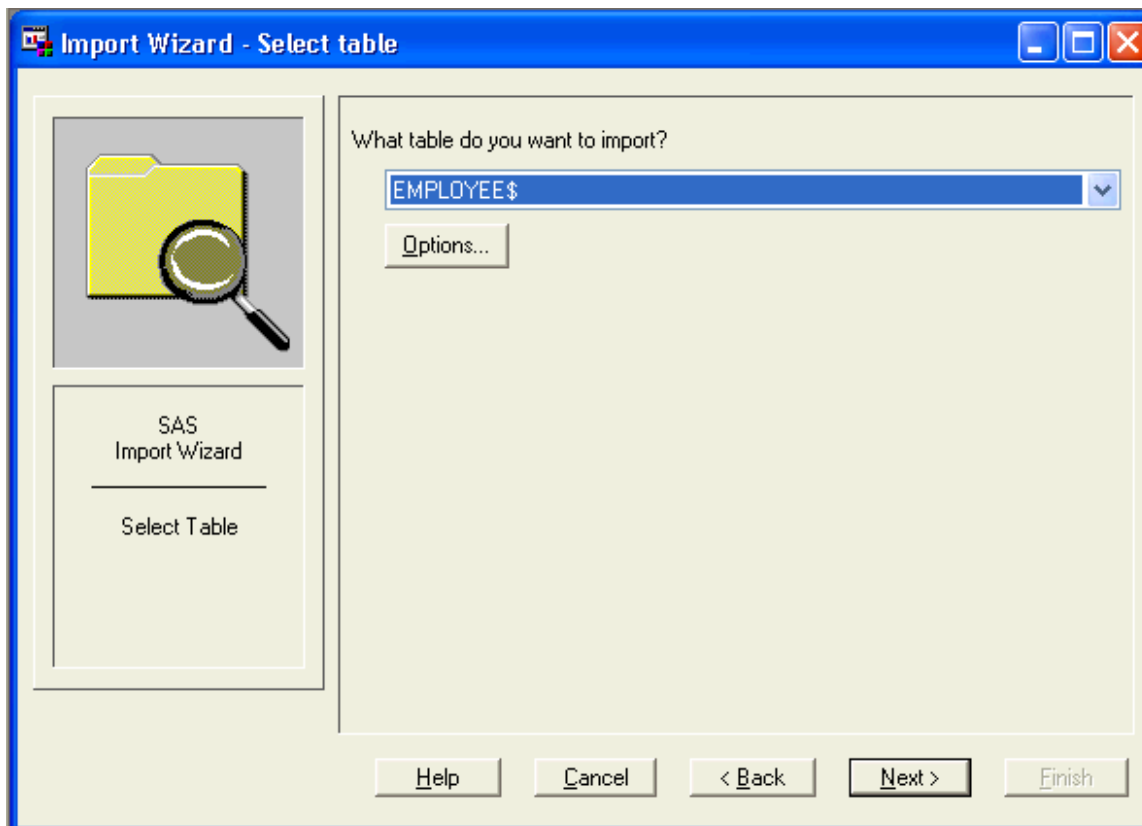 Import Wizard - Select table
What table do you want to import?
EMPLOYEE$
Options...
SAS
Import Wizard
Select Table
Help
Cancel
< Back
Next >
Finish